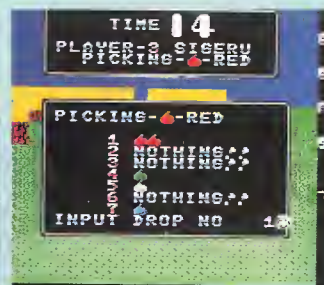 TIME 14
PLAYER-3 SIGERU
PICKING--RED
PICKING--RED
1
2 NOTHING..
3 NOTHING..
4
5
6 NOTHING..
7
INPUT DROP NO 1